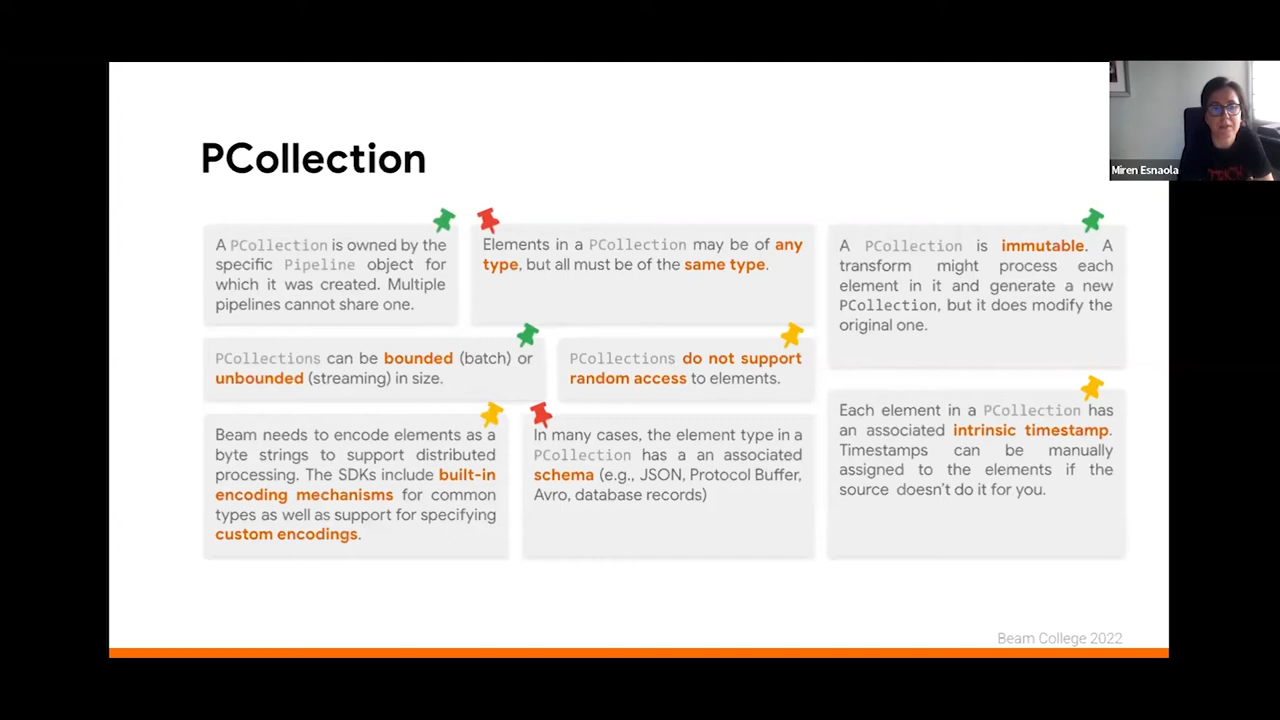 PCollection
A PCollection is owned by the
specific Pipeline object for
which it was created. Multiple
pipelines cannot share one.
Elements in a PCollection may be of any
type, but all must be of the same type.
A PCollection is immutable. A
transform might process each
element in it and generate a new
PCollection, but it does modify the
original one.
PCollections can be bounded (batch) or
unbounded (streaming) in size.
PCollections do not support
random access to elements.
Each element in a PCollection has
an associated intrinsic timestamp.
Timestamps can be manually
assigned to the elements if the
source doesn't do it for you.
Beam needs to encode elements as a
byte strings to support distributed
processing. The SDKs include built-in
encoding mechanisms for common
types as well as support for specifying
custom encodings.
In many cases, the element type in a
PCollection has a an associated
schema (e.g., JSON, Protocol Buffer,
Avro, database records)
Beam College 2022
Miren Esnaola